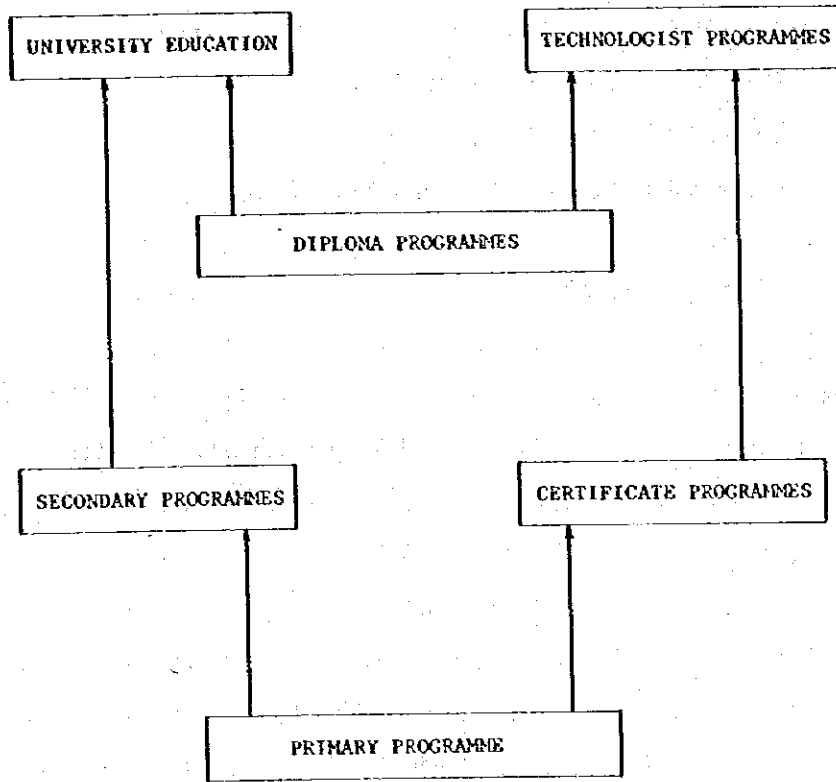 UNIVERSITY EDUCATION
TECHNOLOGIST PROGRAMMES
DIPLOMA PROGRAMMES
SECONDARY PROGRAMMES
CERTIFICATE PROGRAMMES
PRIMARY PROGRAMME